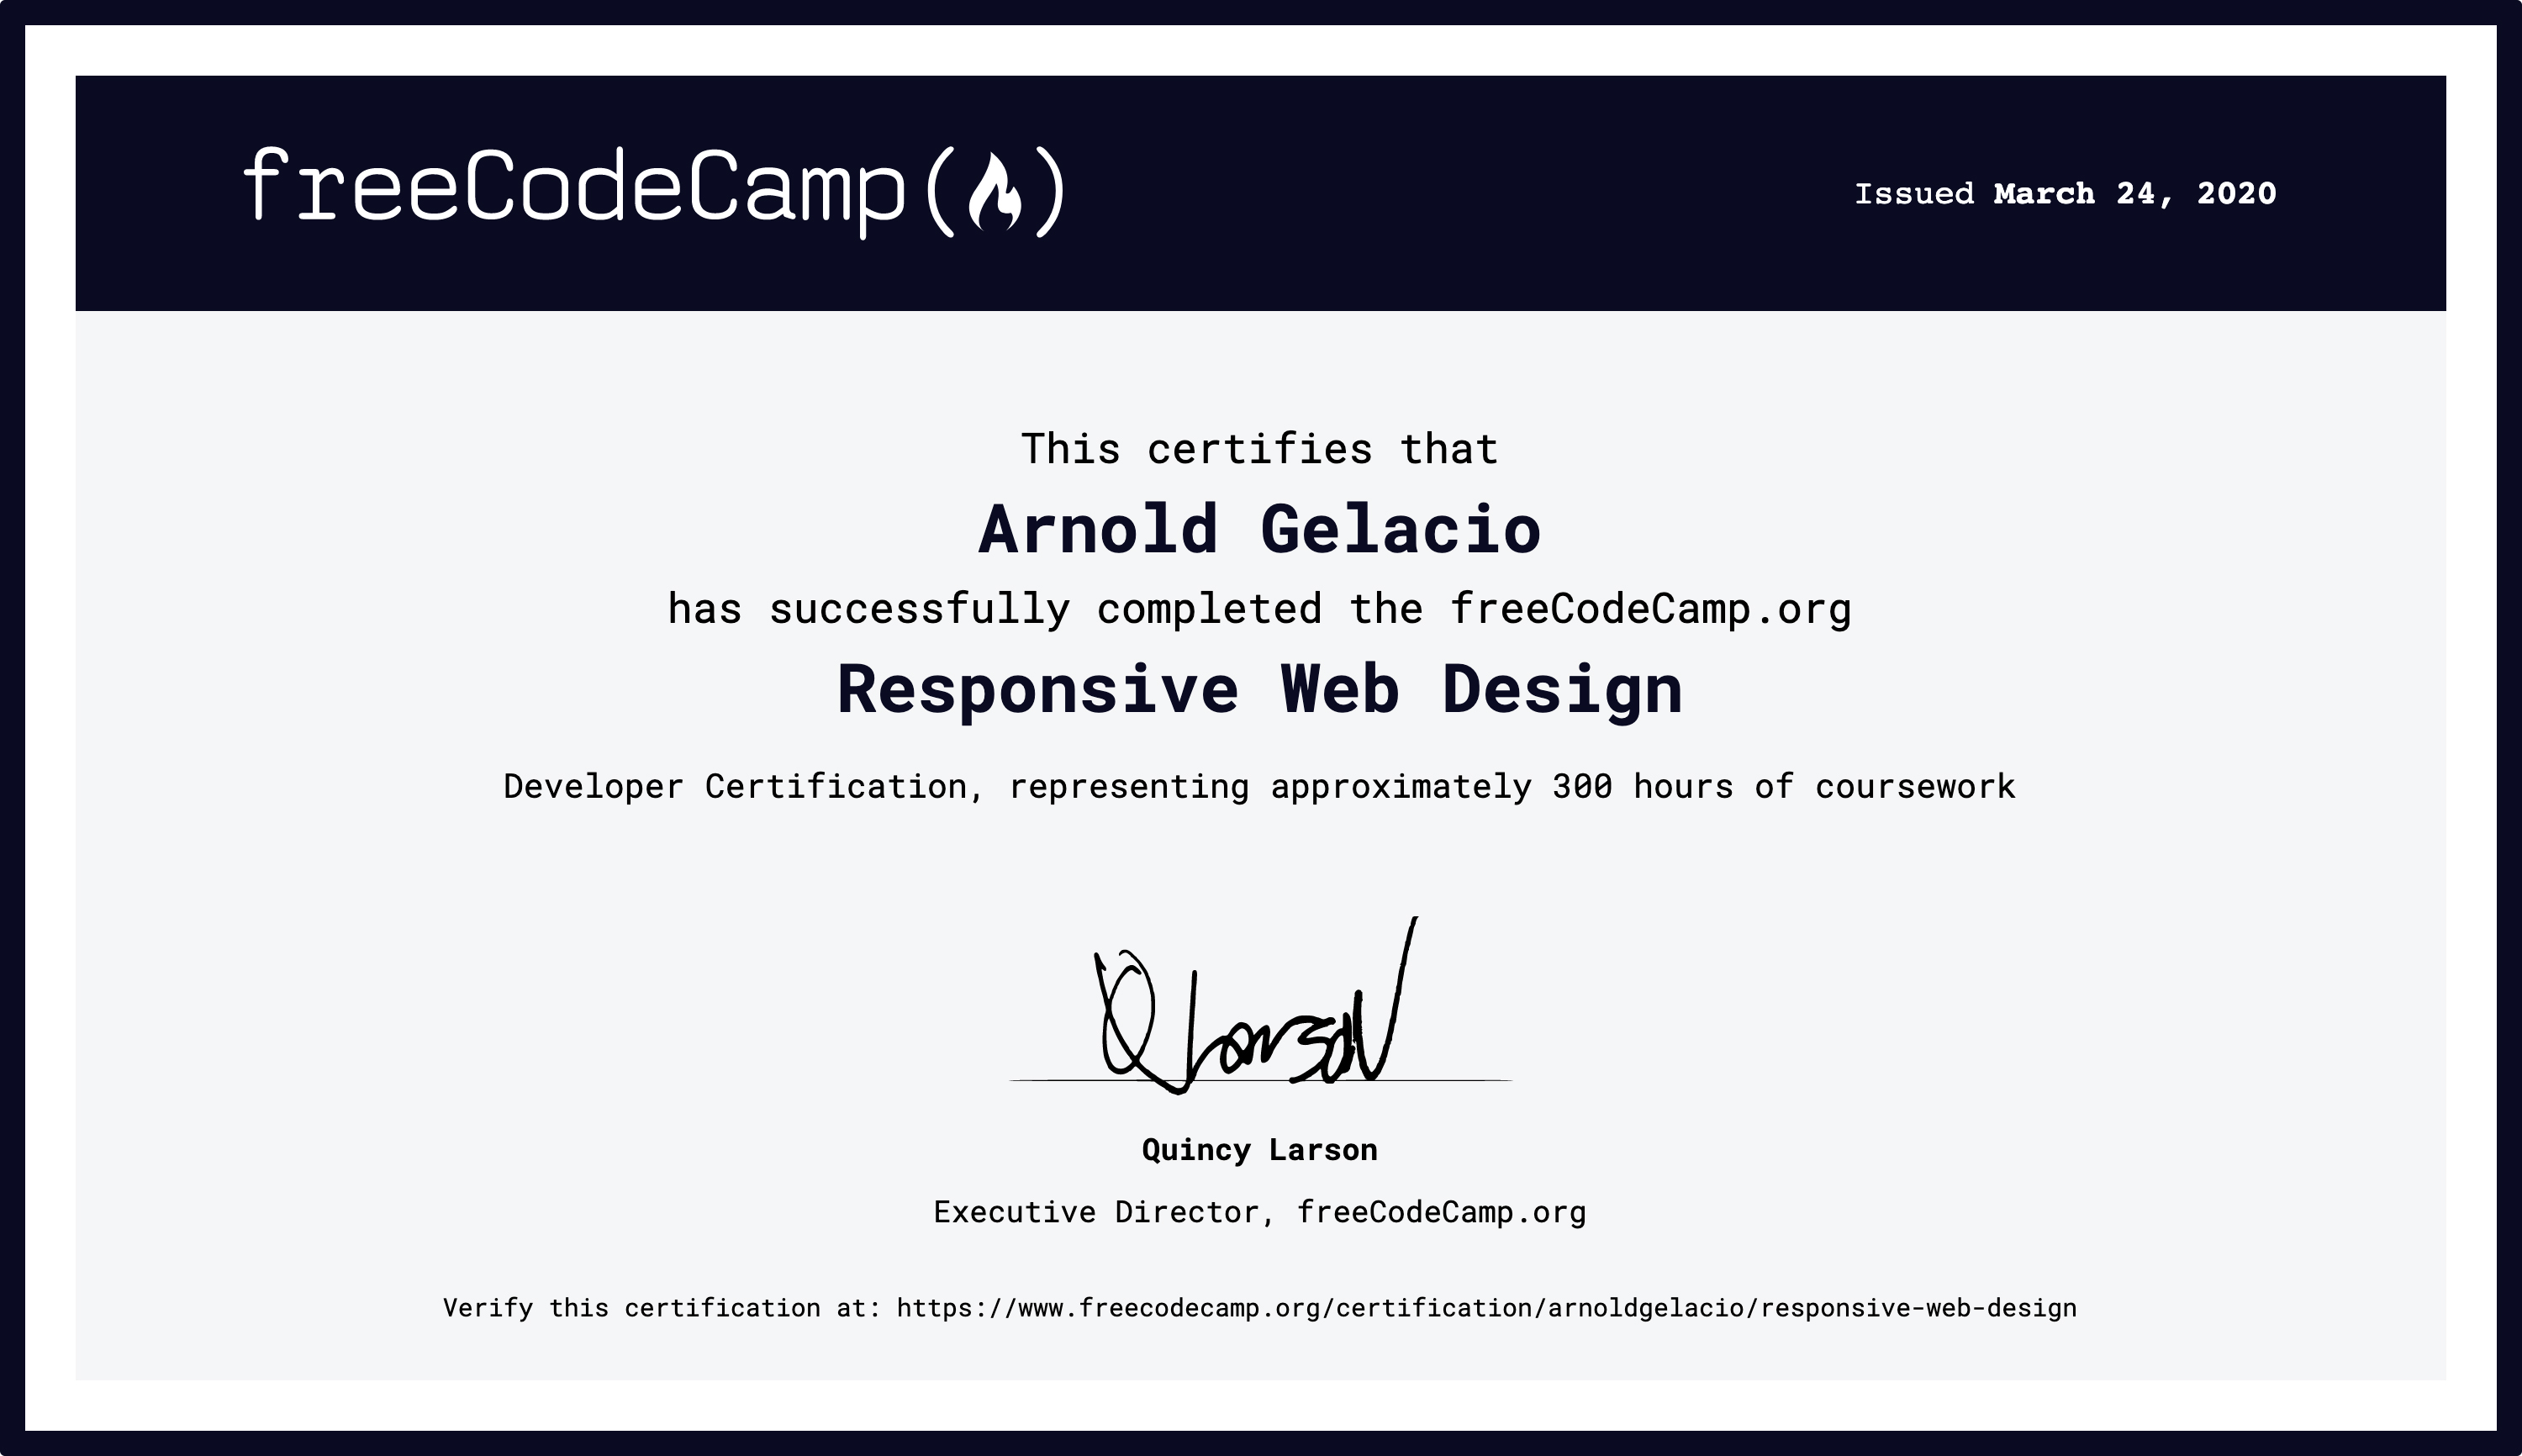 freeCodeCamp(🔥)
Issued March 24, 2020
This certifies that
Arnold Gelacio
has successfully completed the freeCodeCamp.org
Responsive Web Design
Developer Certification, representing approximately 300 hours of coursework
Q Larson
Quincy Larson
Executive Director, freeCodeCamp.org
Verify this certification at: https://www.freecodecamp.org/certification/arnoldgelacio/responsive-web-design